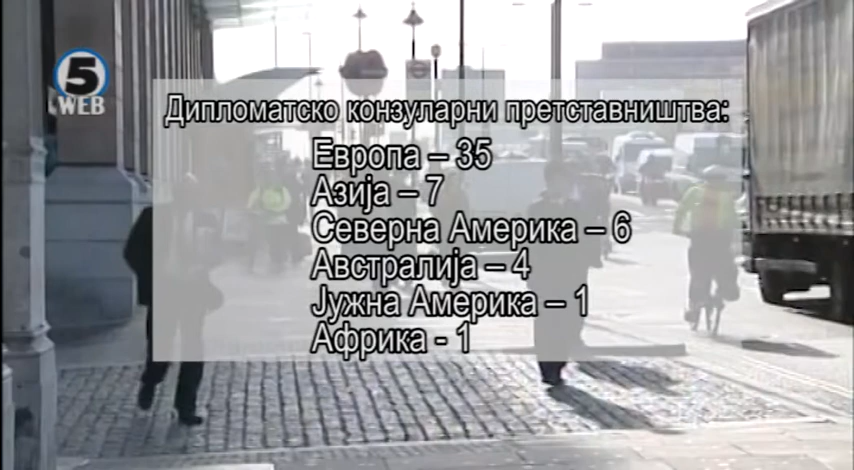 5
WEB
Дипломатско конзуларни претставништва:
Европа – 35
Азија – 7
Северна Америка – 6
Австралија – 4
Јужна Америка – 1
Африка - 1